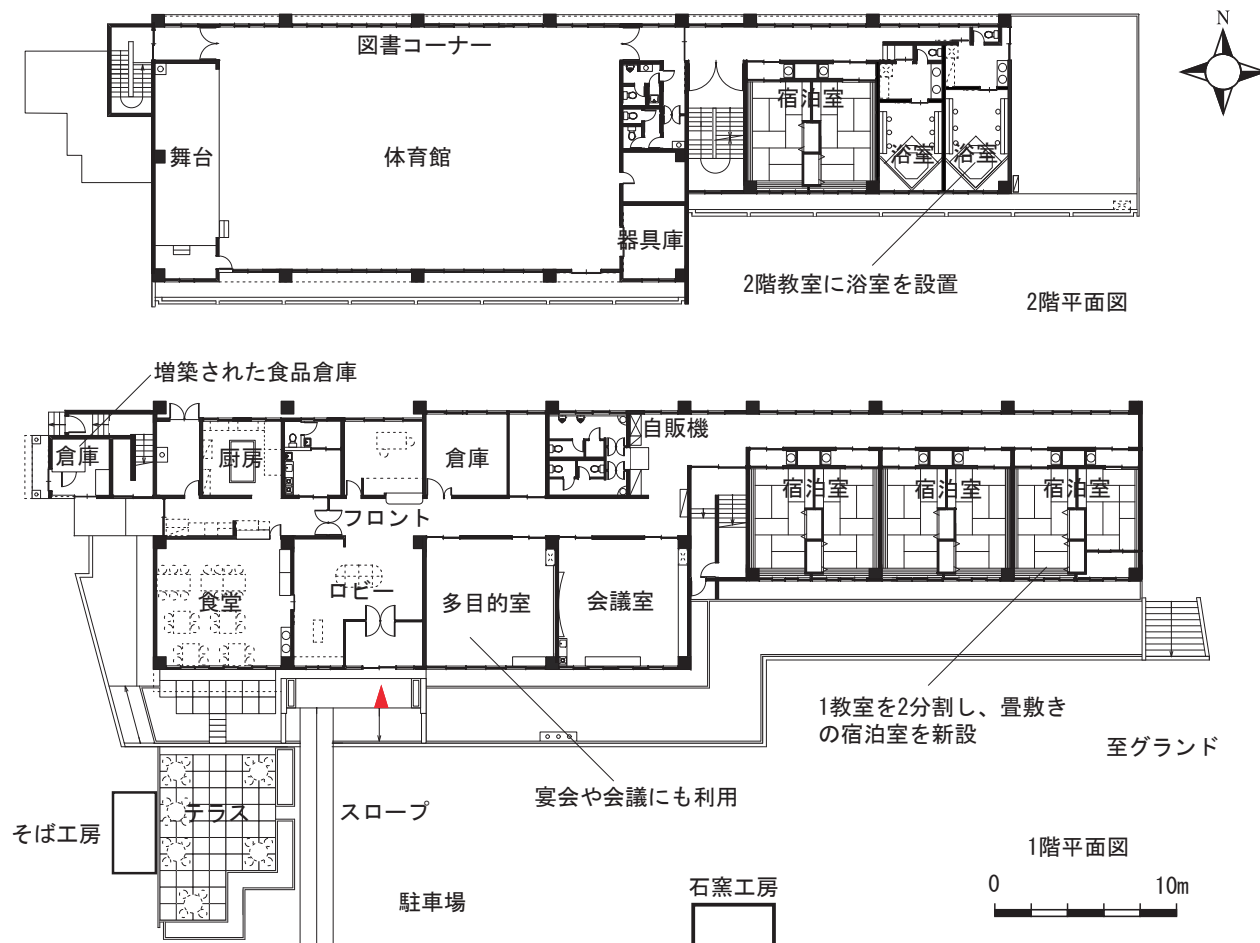 N
図書コーナー
宿泊室
舞台
体育館
浴室
浴室
器具庫
2階教室に浴室を設置
2階平面図
増築された食品倉庫
自販機
倉庫
厨房
倉庫
宿泊室
宿泊室
宿泊室
フロント
食堂
ロビー
多目的室
会議室
1教室を2分割し、畳敷き
の宿泊室を新設
至グランド
宴会や会議にも利用
テラス
スロープ
そば工房
1階平面図
石窯工房
0
10m
駐車場